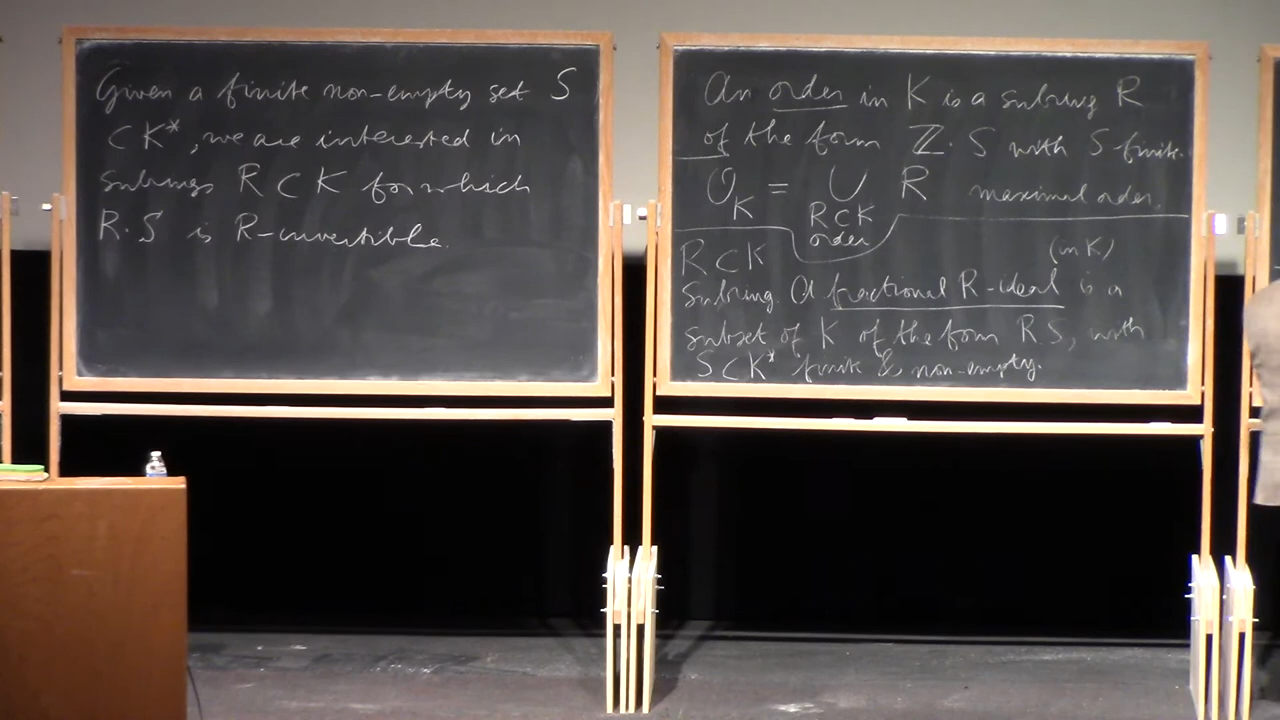 Given a finite non-empty set S
⊂ K*, we are interested in
subrings R ⊂ K for which
R.S is R-invertible.
An order in K is a subring R
of the form ℤ.S with S finite.
O_K = ∪ R maximal order.
R⊂K
order
R ⊂ K (in K)
subring. A fractional R-ideal is a
subset of K of the form R.S, with
S ⊂ K* finite & non-empty.